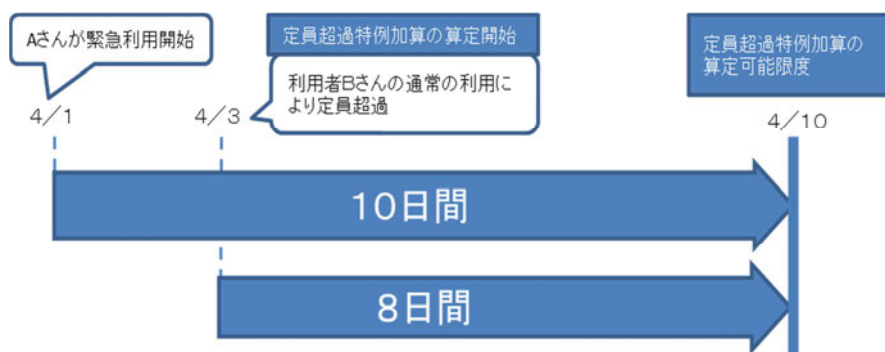 Aさんが緊急利用開始
定員超過特例加算の算定開始
利用者Bさんの通常の利用に
より定員超過
定員超過特例加算の
算定可能限度
4/1
4/3
4/10
10日間
8日間